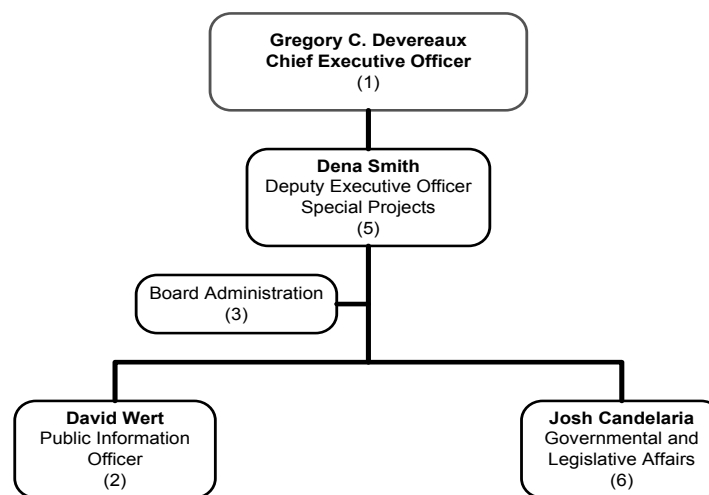 Gregory C. Devereaux
Chief Executive Officer
(1)
Dena Smith
Deputy Executive Officer
Special Projects
(5)
Board Administration
(3)
David Wert
Public Information
Officer
(2)
Josh Candelaria
Governmental and
Legislative Affairs
(6)